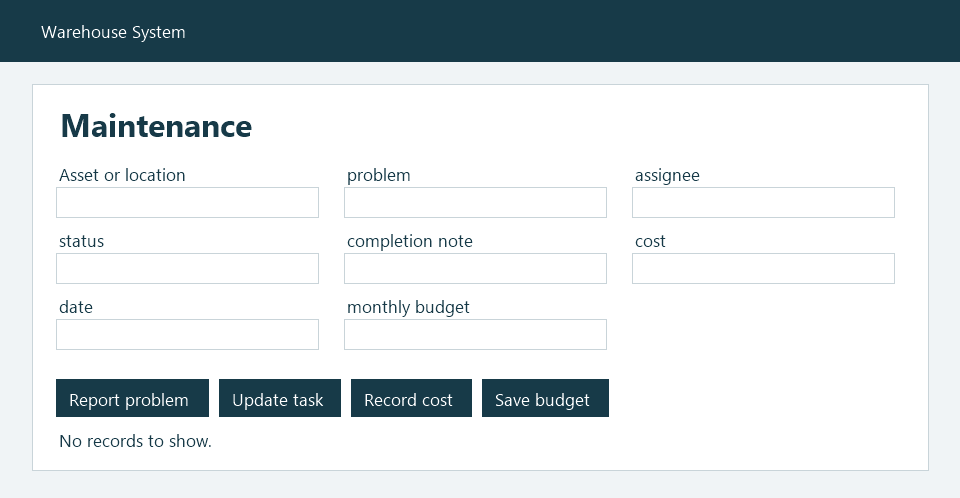 Warehouse System
Maintenance
Asset or location
problem
assignee
status
completion note
cost
date
monthly budget
Report problem
Update task
Record cost
Save budget
No records to show.